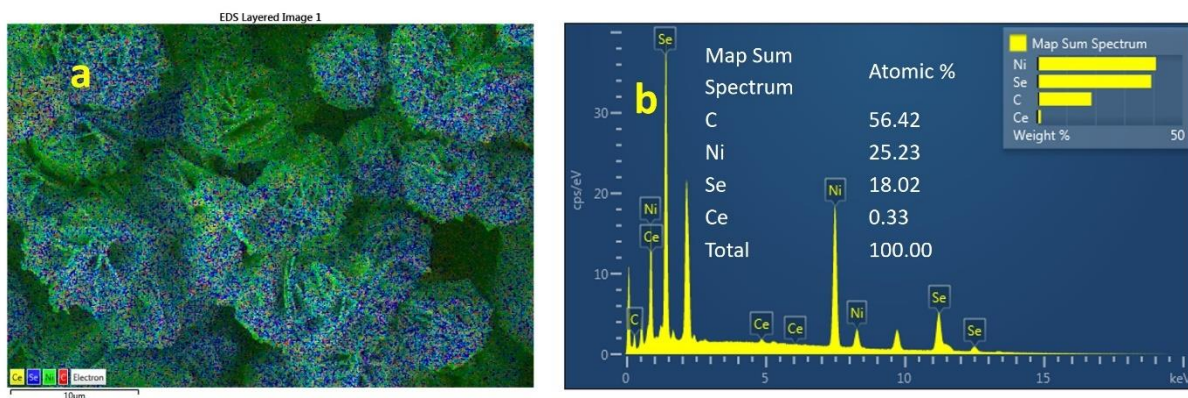 EDS Layered Image 1
a
Ce Se Ni C Electron
10µm
b
Map Sum Spectrum Atomic %
C 56.42
Ni 25.23
Se 18.02
Ce 0.33
Total 100.00
Map Sum Spectrum
Ni
Se
C
Ce
Weight % 50
cps/eV
30
20
10
0
Se
Ni
Ce
C
Ce
Ce
Ni
Ni
Se
Se
0 5 10 15 keV